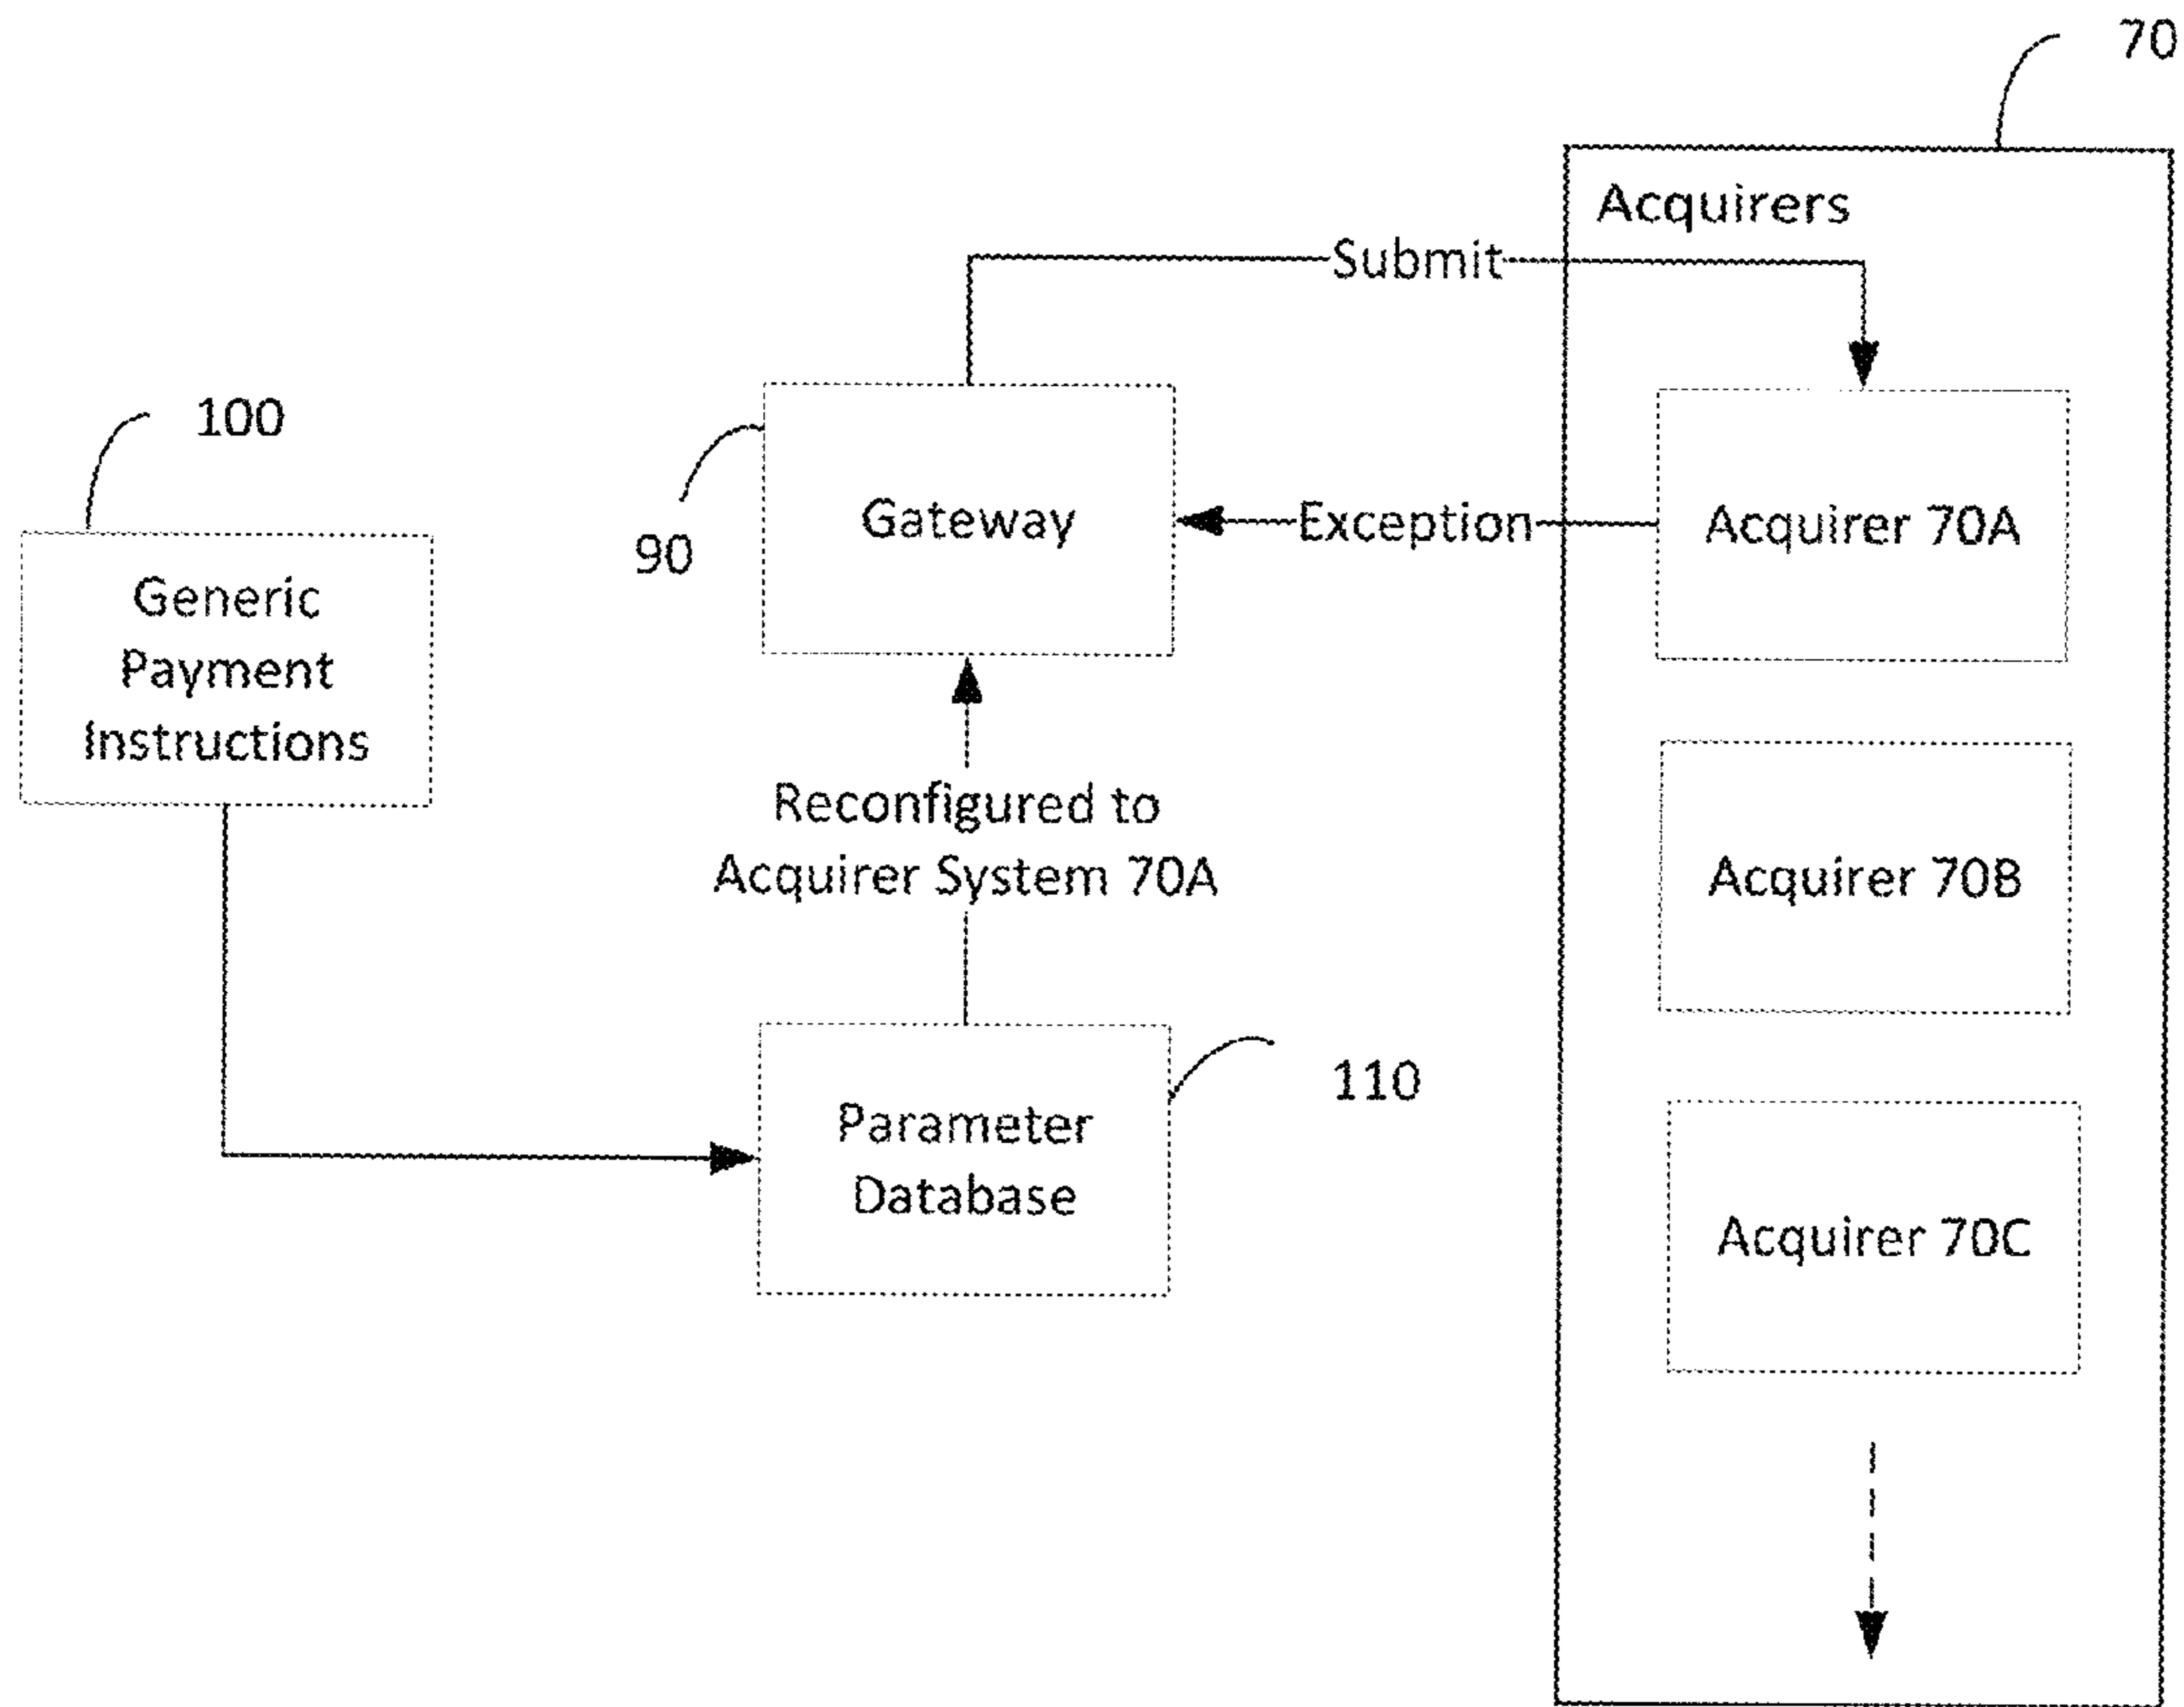 70
Acquirers
Submit
100
Gateway
Exception
Acquirer 70A
90
Generic
Payment
Instructions
Reconfigured to
Acquirer System 70A
Acquirer 70B
110
Parameter
Database
Acquirer 70C